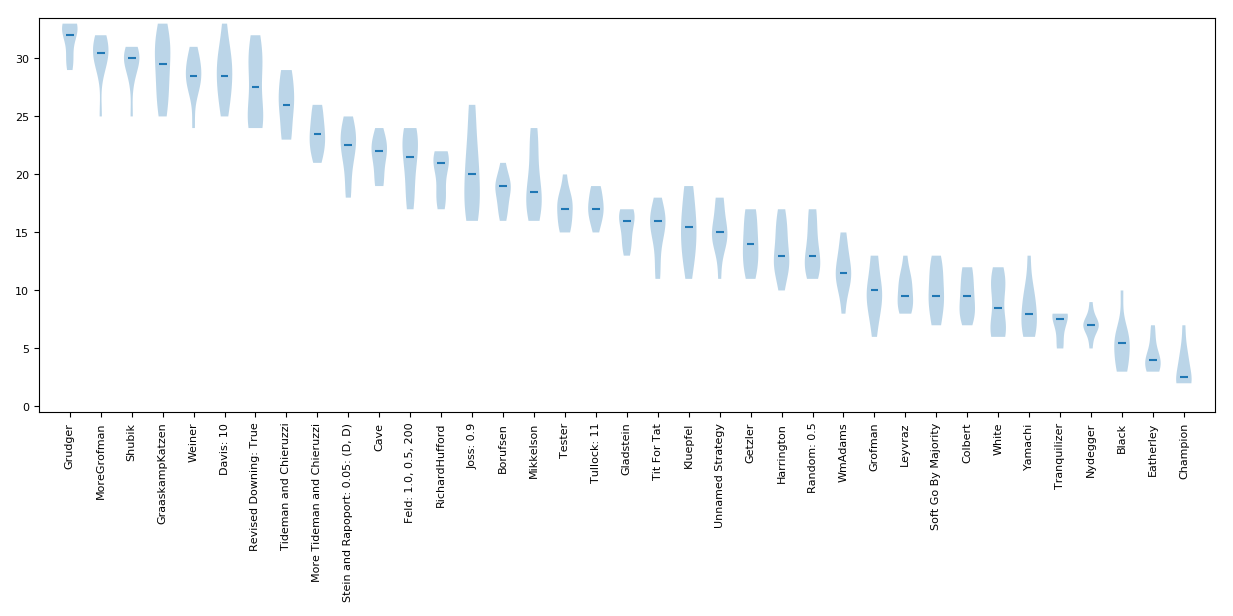 30
25
20
15
10
5
0
Grudger
MoreGrofman
Shubik
GraaskampKatzen
Weiner
Davis: 10
Revised Downing: True
Tideman and Chieruzzi
More Tideman and Chieruzzi
Stein and Rapoport: 0.05: (D, D)
Cave
Feld: 1.0, 0.5, 200
RichardHufford
Joss: 0.9
Borufsen
Mikkelson
Tester
Tullock: 11
Gladstein
Tit For Tat
Kluepfel
Unnamed Strategy
Getzler
Harrington
Random: 0.5
WmAdams
Grofman
Leyvraz
Soft Go By Majority
Colbert
White
Yamachi
Tranquilizer
Nydegger
Black
Eatherley
Champion